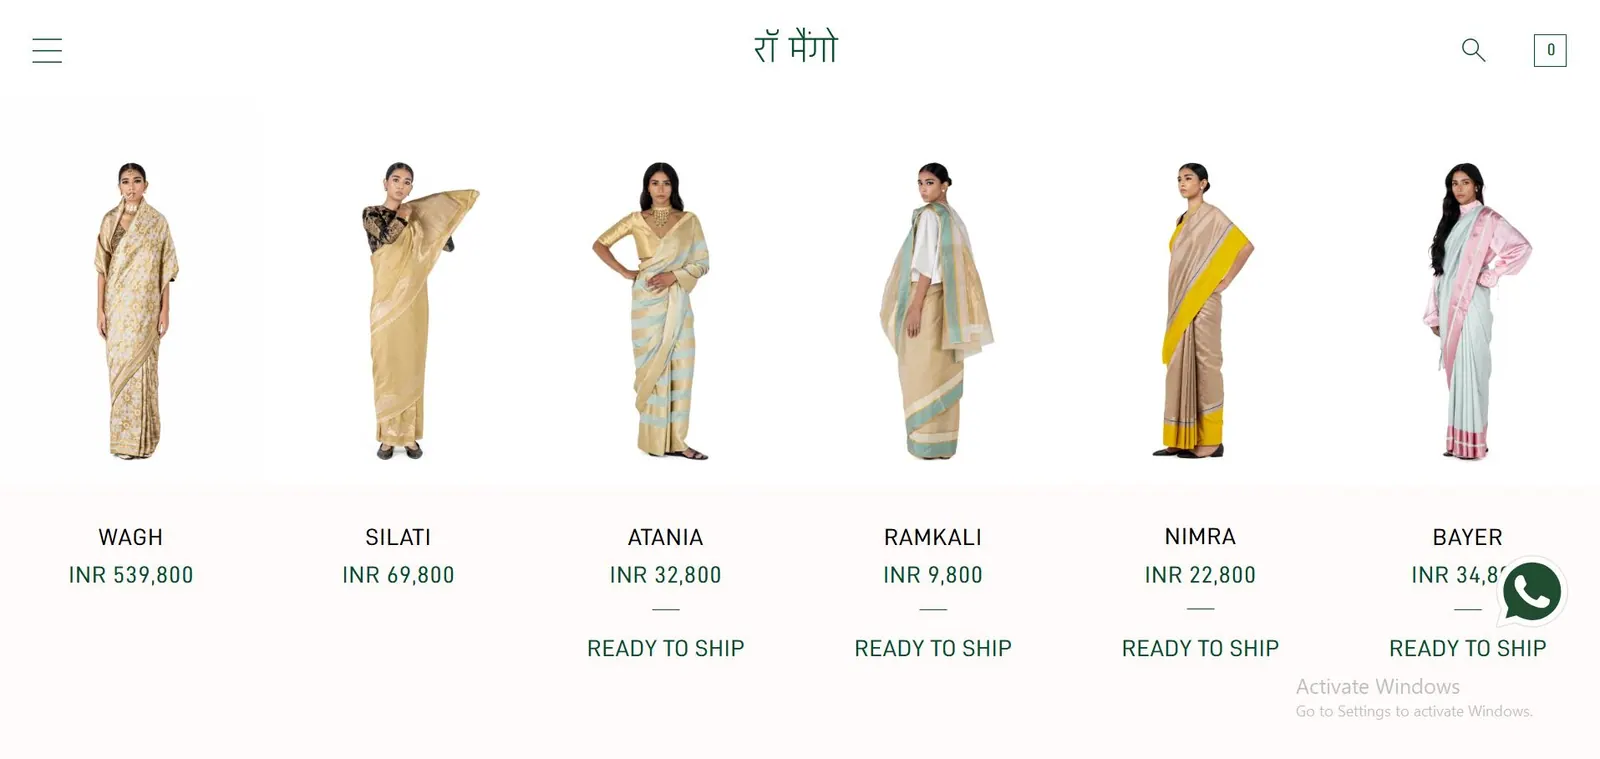 रॉ मैंगो
0
WAGH
INR 539,800
SILATI
INR 69,800
ATANIA
INR 32,800
READY TO SHIP
RAMKALI
INR 9,800
READY TO SHIP
NIMRA
INR 22,800
READY TO SHIP
BAYER
INR
READY TO SHIP
Activate Windows
Go to Settings to activate Windows.